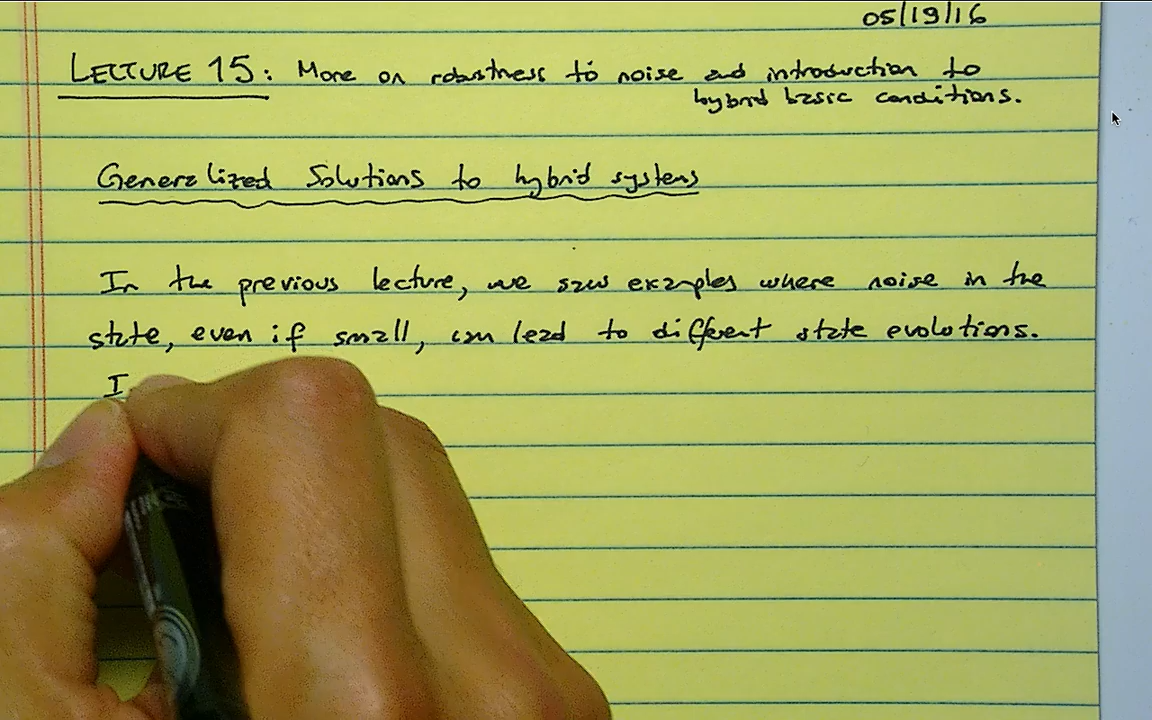 05/19/16
LECTURE 15: More on robustness to noise and introduction to
hybrid basic conditions.
Generalized Solutions to hybrid systems
In the previous lecture, we saw examples where noise in the
state, even if small, can lead to different state evolutions.
I